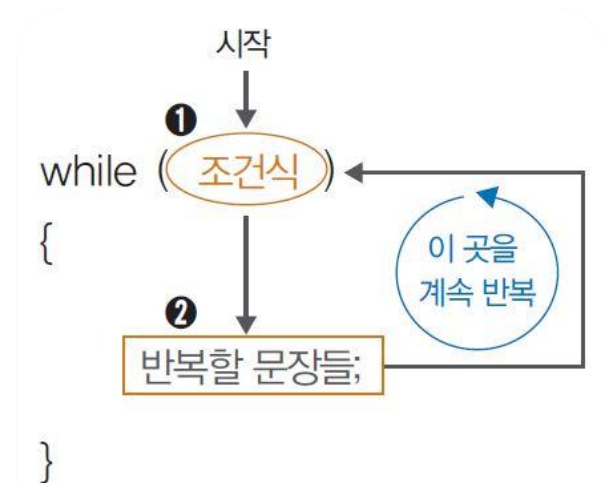 시작
❶
while ( 조건식 )
{
이 곳을
계속 반복
❷
반복할 문장들;
}